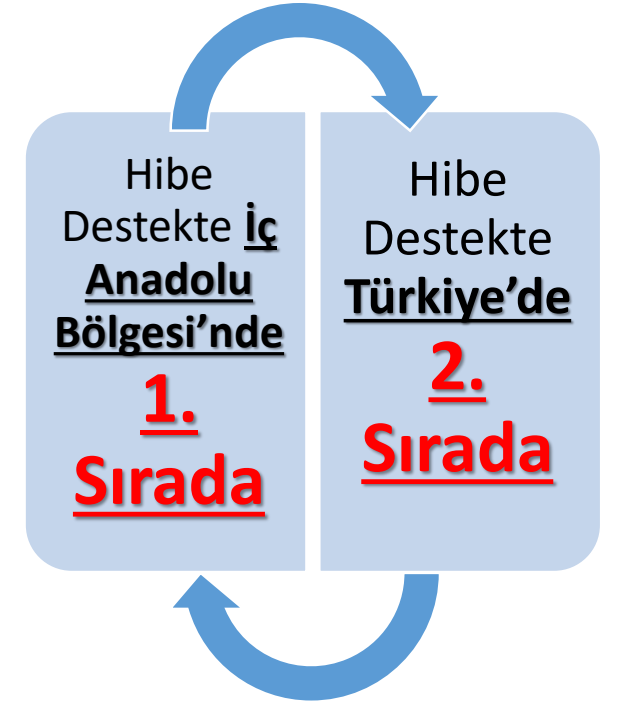 Hibe
Destekte İç
Anadolu
Bölgesi’nde
1.
Sırada
Hibe
Destekte
Türkiye’de
2.
Sırada